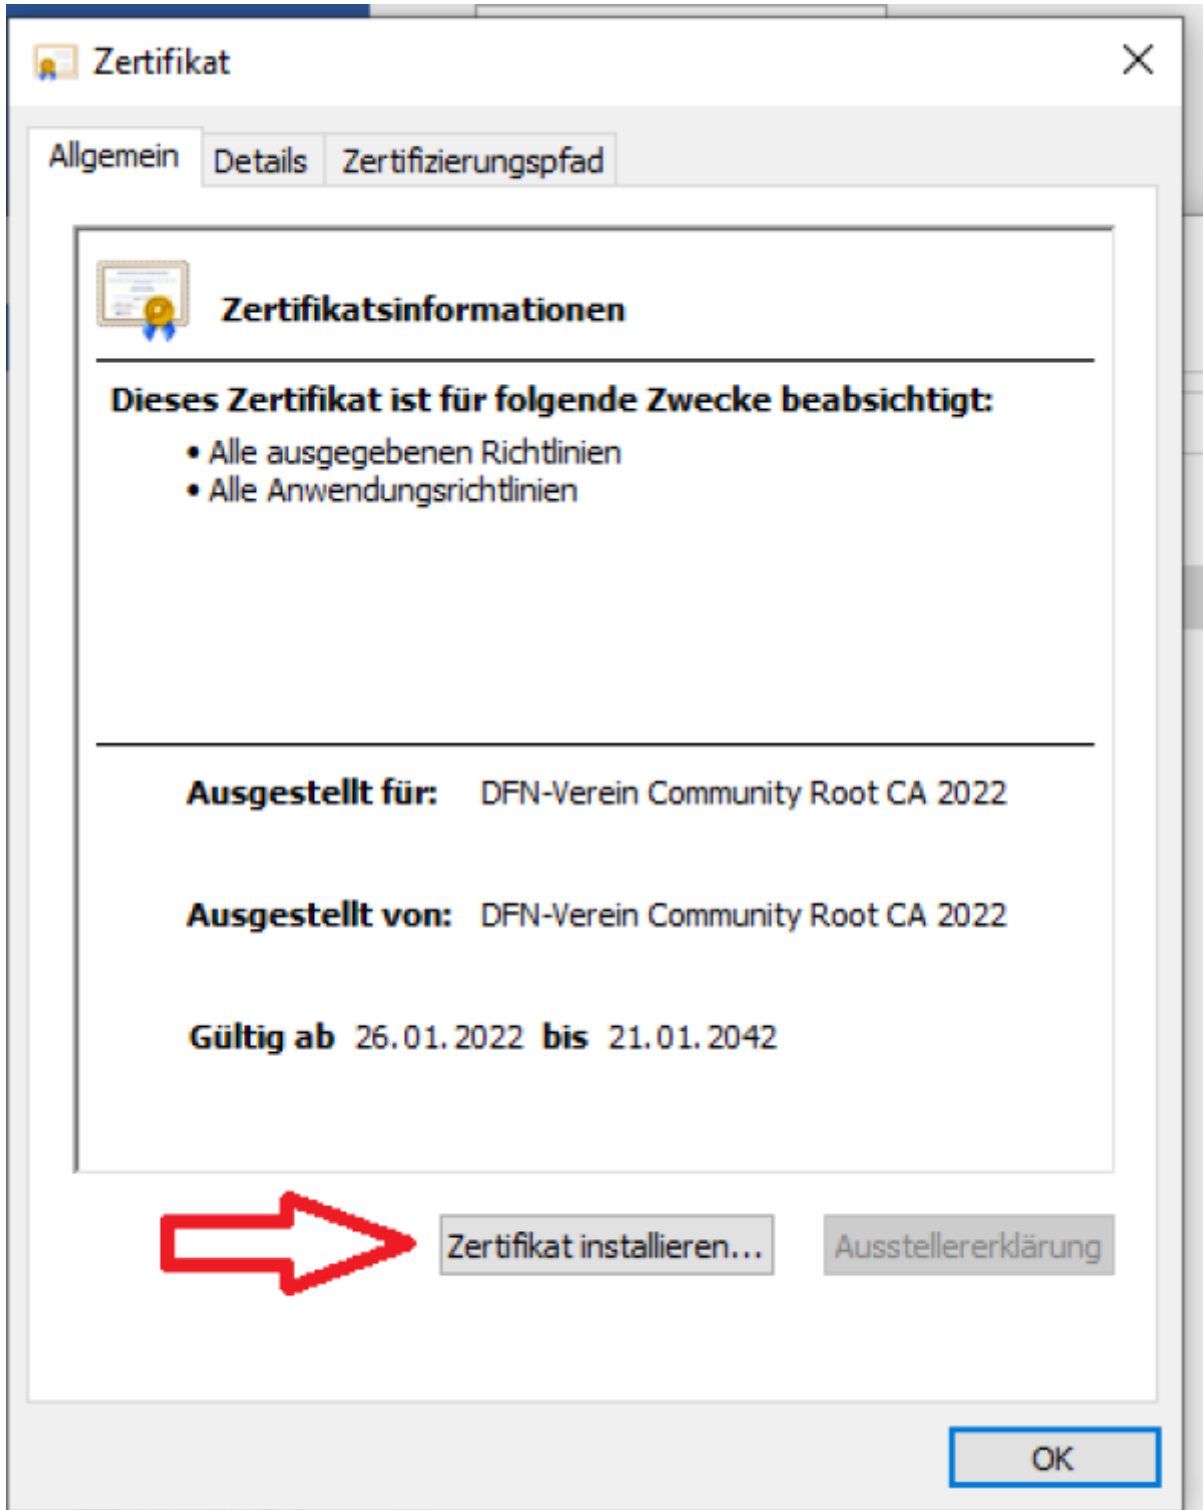 Zertifikat
Allgemein Details Zertifizierungspfad
Zertifikatsinformationen
Dieses Zertifikat ist für folgende Zwecke beabsichtigt:
• Alle ausgegebenen Richtlinien
• Alle Anwendungsrichtlinien
Ausgestellt für: DFN-Verein Community Root CA 2022
Ausgestellt von: DFN-Verein Community Root CA 2022
Gültig ab 26.01.2022 bis 21.01.2042
Zertifikat installieren... Ausstellererklärung
OK